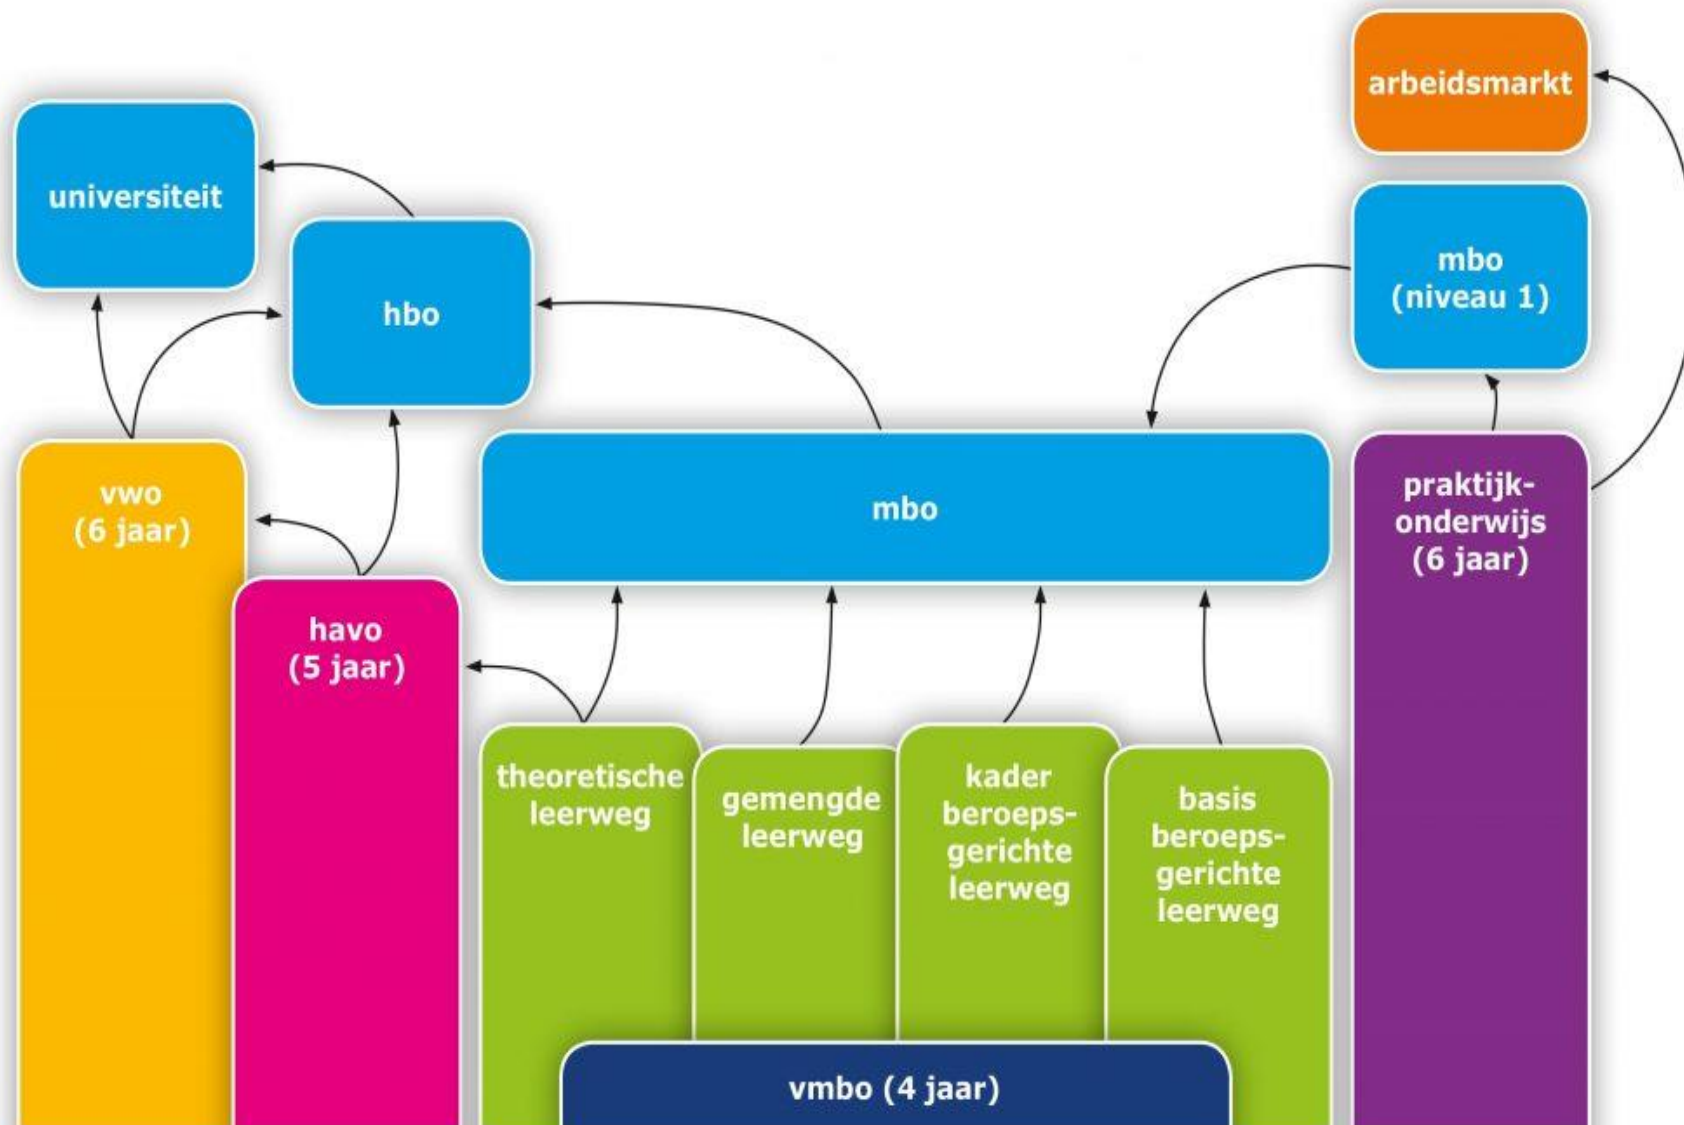 arbeidsmarkt
universiteit
hbo
mbo
(niveau 1)
vwo
(6 jaar)
mbo
praktijk-
onderwijs
(6 jaar)
havo
(5 jaar)
theoretische
leerweg
gemengde
leerweg
kader
beroeps-
gerichte
leerweg
basis
beroeps-
gerichte
leerweg
vmbo (4 jaar)